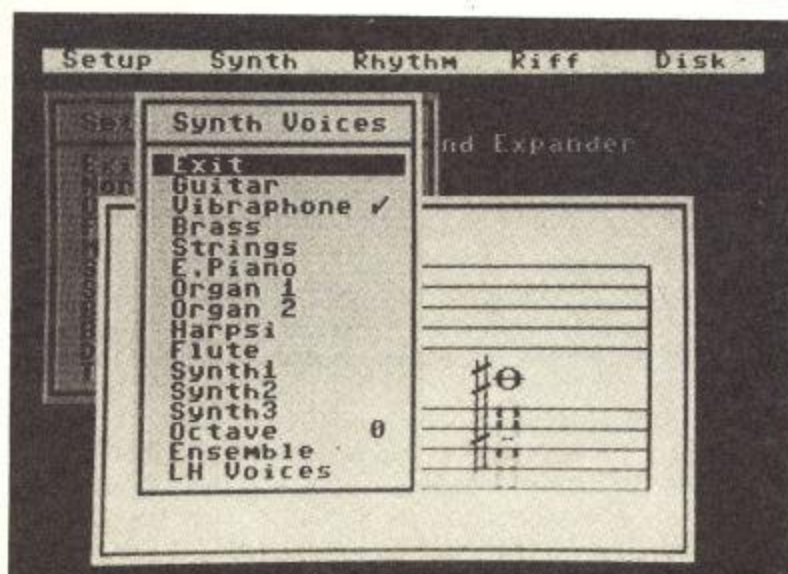 Setup Synth Rhythm Riff Disk
Synth Voices
nd Expander
Exit
Guitar
Vibraphone ✓
Brass
Strings
E.Piano
Organ 1
Organ 2
Harpsi
Flute
Synth1
Synth2
Synth3
Octave 0
Ensemble
LH Voices